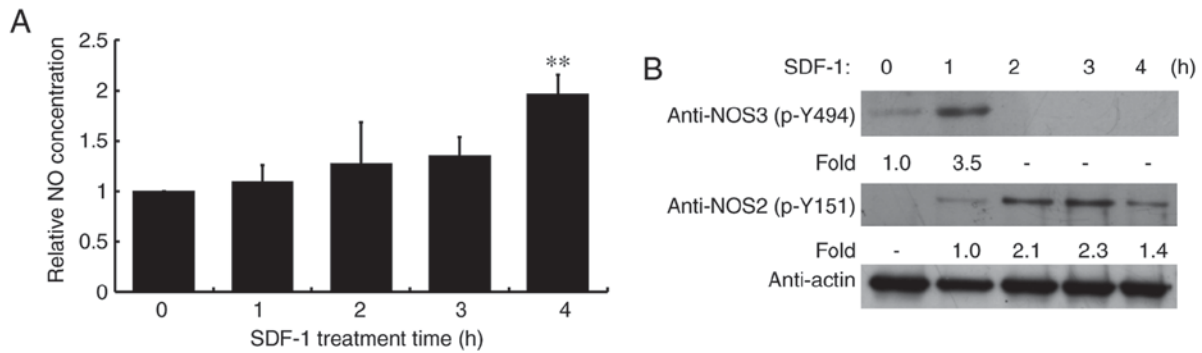 A
Relative NO concentration
2.5
2
1.5
1
0.5
0
**
0 1 2 3 4
SDF-1 treatment time (h)
B
SDF-1: 0 1 2 3 4 (h)
Anti-NOS3 (p-Y494)
Fold 1.0 3.5 - - -
Anti-NOS2 (p-Y151)
Fold - 1.0 2.1 2.3 1.4
Anti-actin